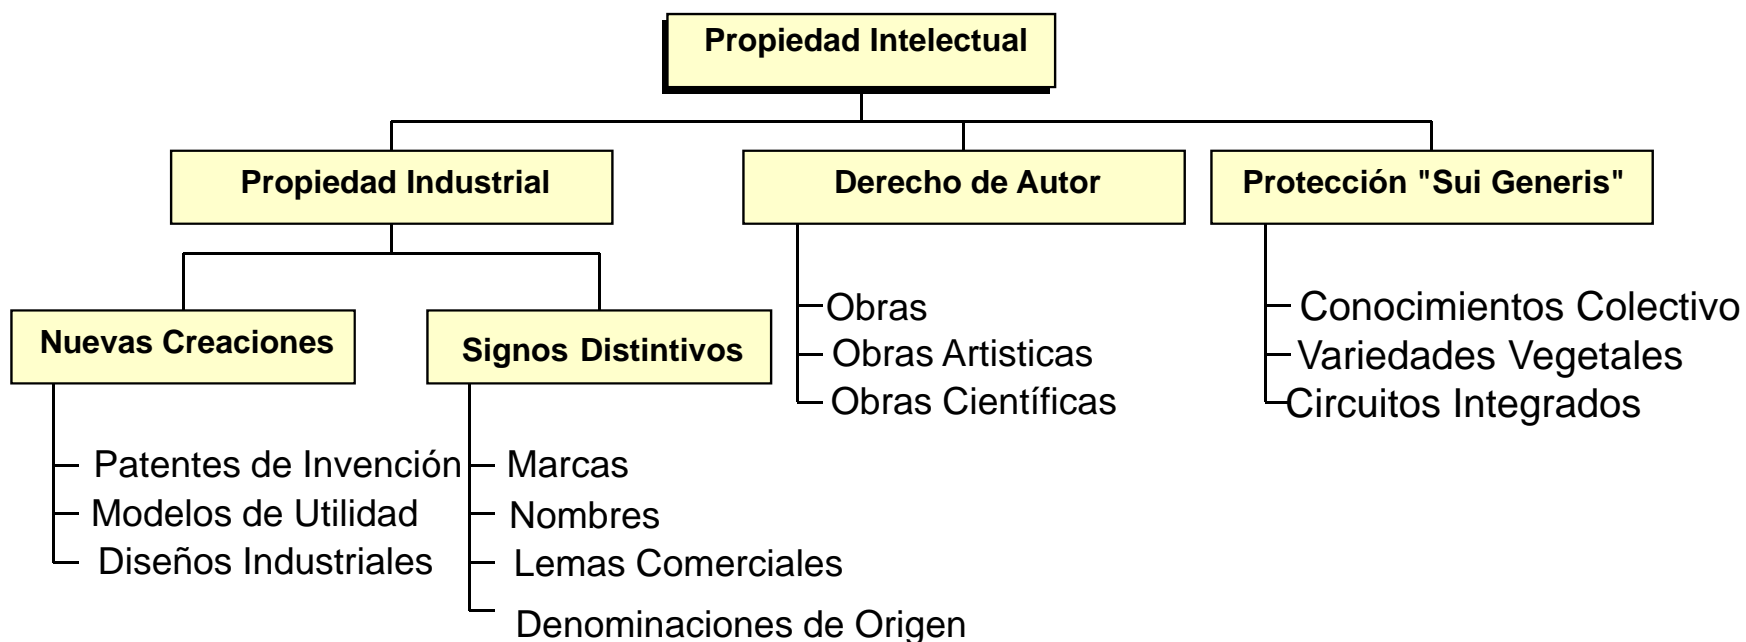 Propiedad Intelectual
Propiedad Industrial
Derecho de Autor
Protección "Sui Generis"
Nuevas Creaciones
Signos Distintivos
Patentes de Invención
Modelos de Utilidad
Diseños Industriales
Marcas
Nombres
Lemas Comerciales
Denominaciones de Origen
Obras
Obras Artisticas
Obras Científicas
Conocimientos Colectivo
Variedades Vegetales
Circuitos Integrados